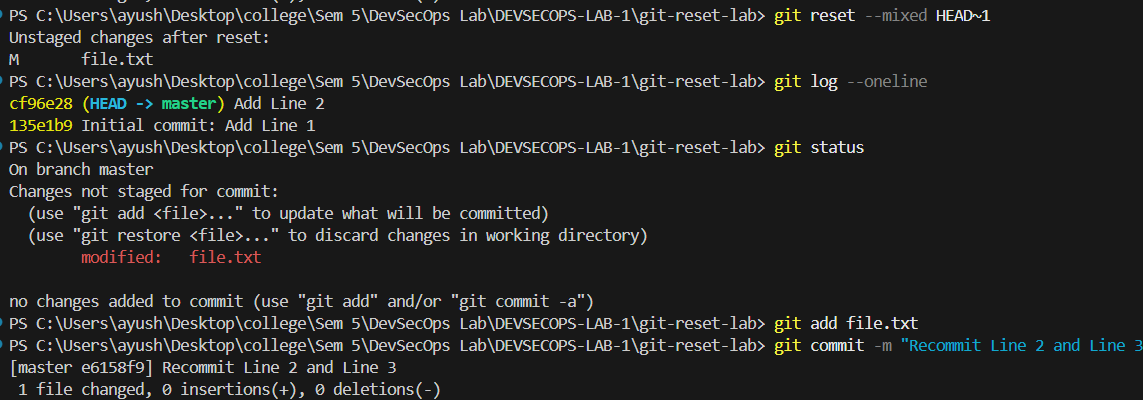 PS C:\Users\ayush\Desktop\college\Sem 5\DevSecOps Lab\DEVSECOPS-LAB-1\git-reset-lab> git reset --mixed HEAD~1
Unstaged changes after reset:
M       file.txt
PS C:\Users\ayush\Desktop\college\Sem 5\DevSecOps Lab\DEVSECOPS-LAB-1\git-reset-lab> git log --oneline
cf96e28 (HEAD -> master) Add Line 2
135e1b9 Initial commit: Add Line 1
PS C:\Users\ayush\Desktop\college\Sem 5\DevSecOps Lab\DEVSECOPS-LAB-1\git-reset-lab> git status
On branch master
Changes not staged for commit:
  (use "git add <file>..." to update what will be committed)
  (use "git restore <file>..." to discard changes in working directory)
        modified:   file.txt
no changes added to commit (use "git add" and/or "git commit -a")
PS C:\Users\ayush\Desktop\college\Sem 5\DevSecOps Lab\DEVSECOPS-LAB-1\git-reset-lab> git add file.txt
PS C:\Users\ayush\Desktop\college\Sem 5\DevSecOps Lab\DEVSECOPS-LAB-1\git-reset-lab> git commit -m "Recommit Line 2 and Line 3
[master e6158f9] Recommit Line 2 and Line 3
 1 file changed, 0 insertions(+), 0 deletions(-)